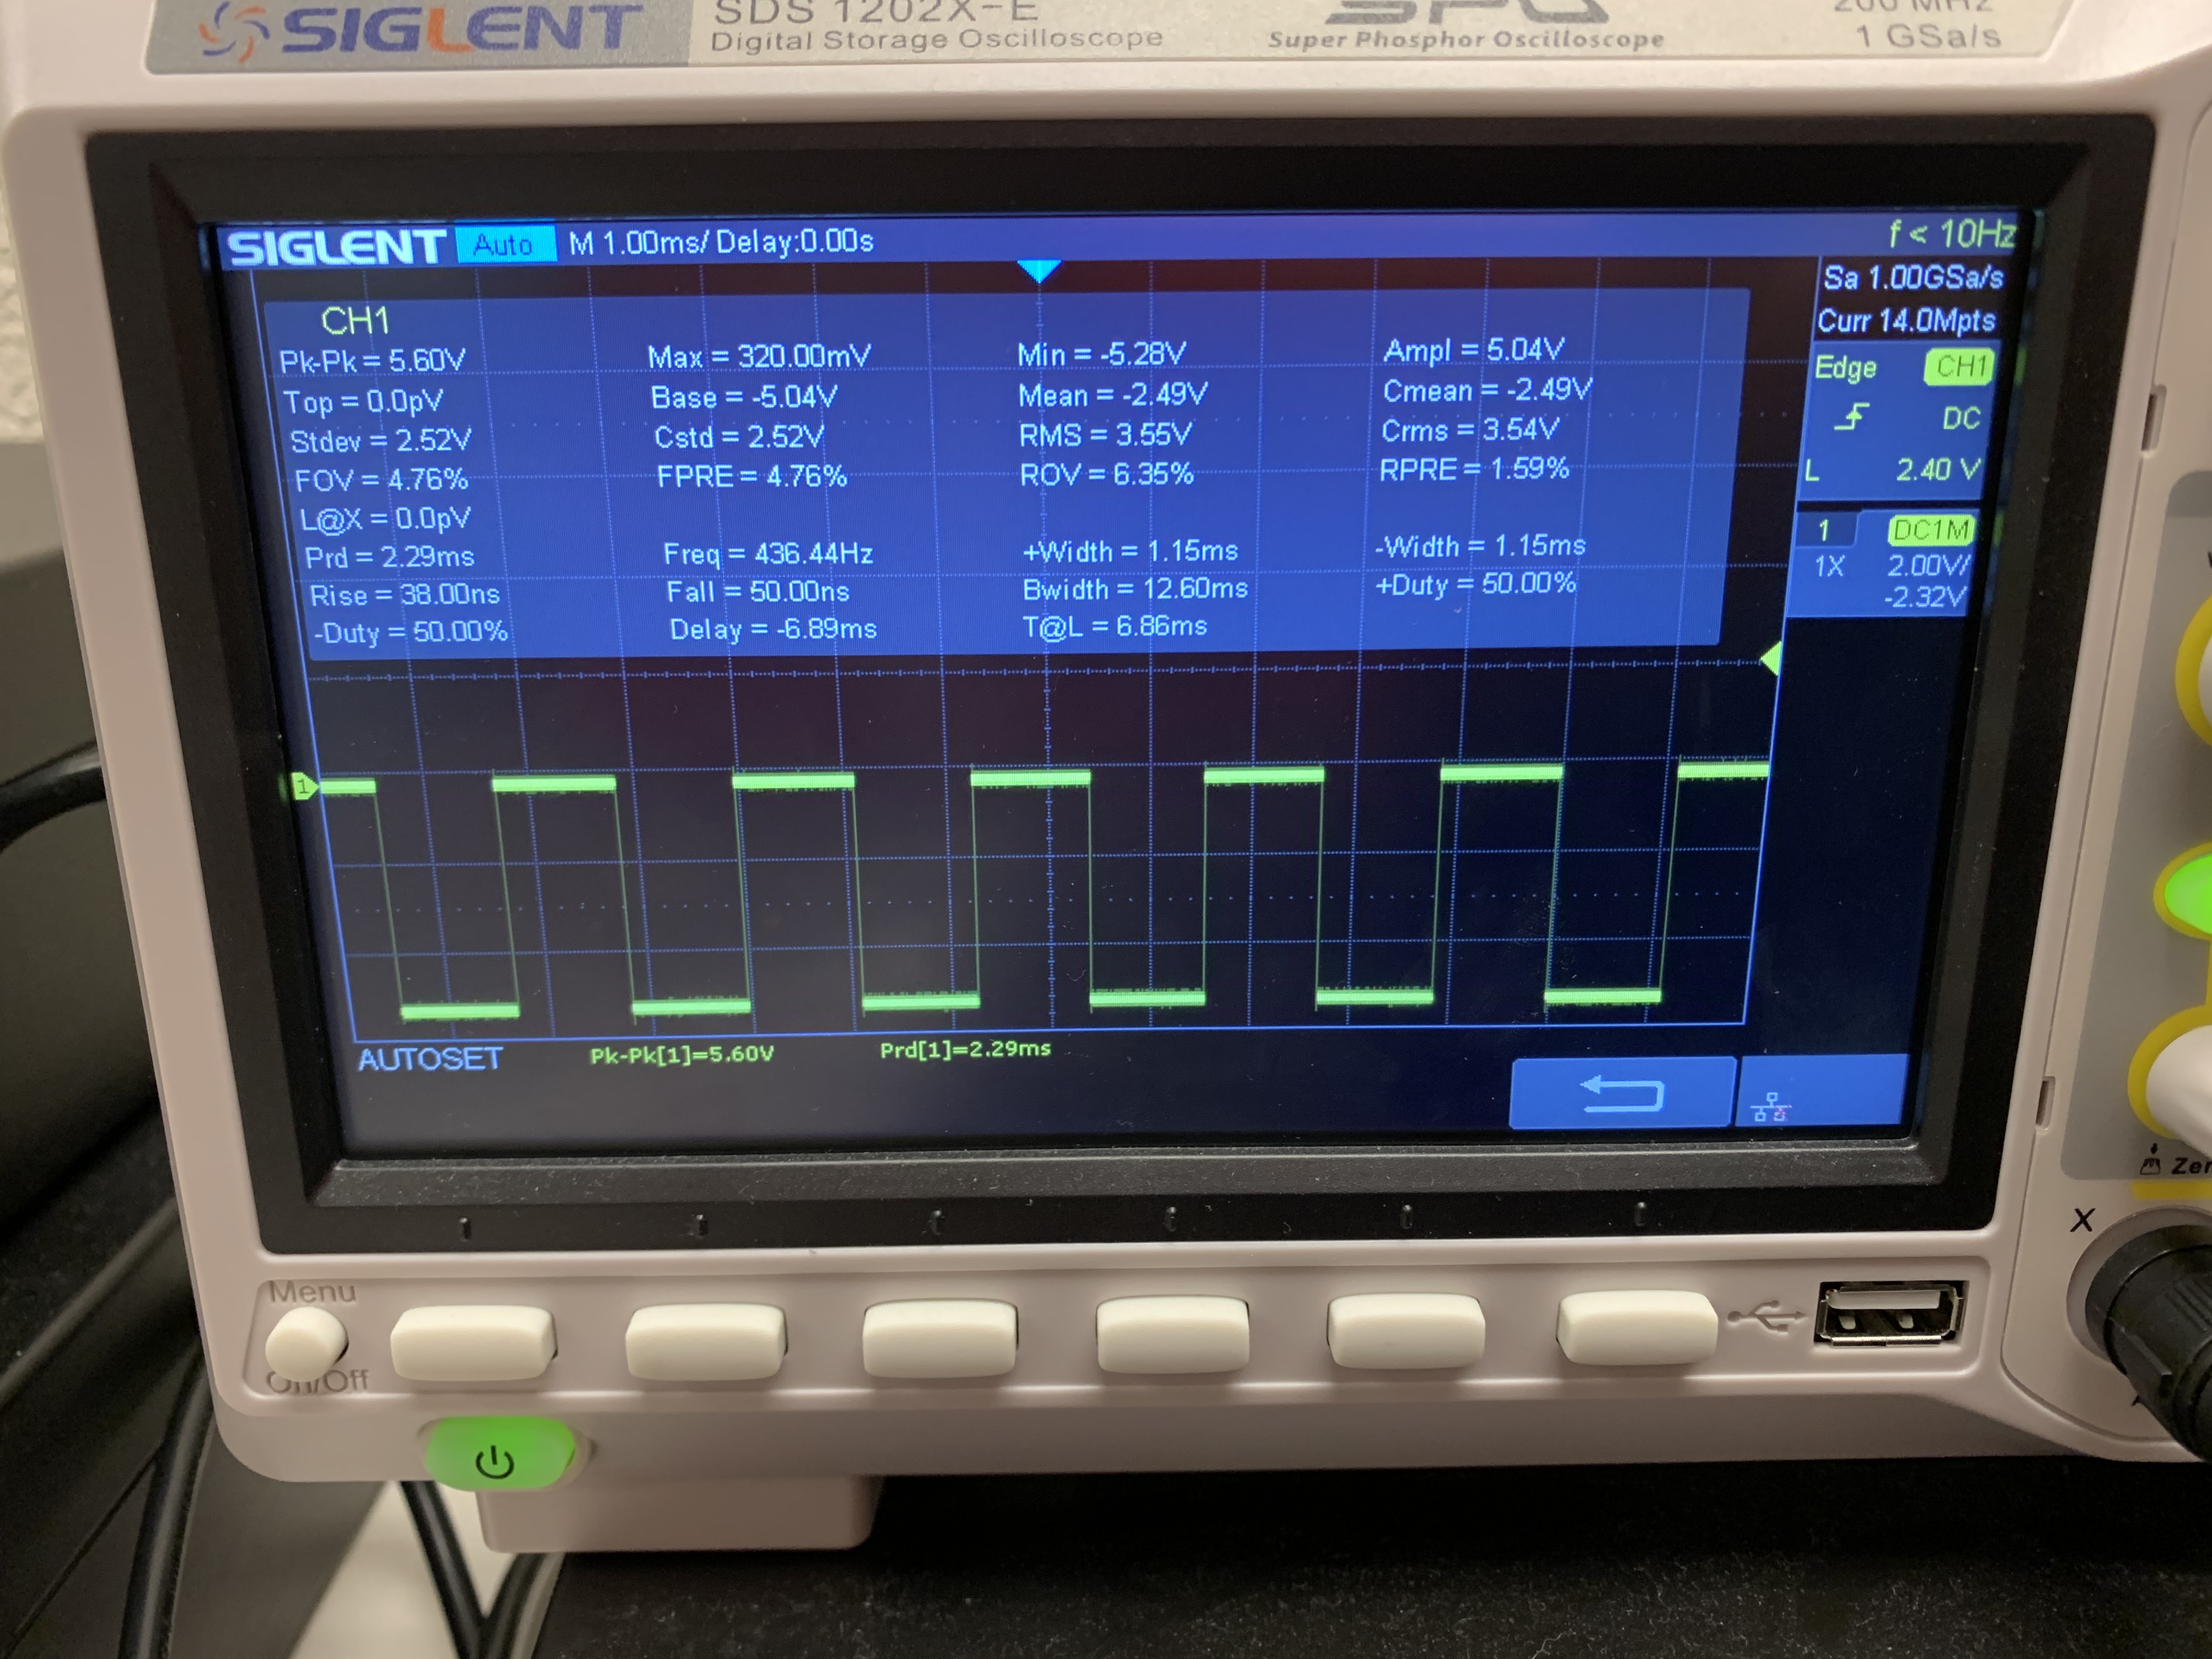 SIGLENT
SDS 1202X-E
Digital Storage Oscilloscope
SPO
Super Phosphor Oscilloscope
200 MHz
1 GSa/s
SIGLENT Auto M 1.00ms/ Delay:0.00s f < 10Hz
Sa 1.00GSa/s
Curr 14.0Mpts
Edge CH1
DC
L 2.40 V
1 DC1M
1X 2.00V/
-2.32V
CH1
Pk-Pk = 5.60V Max = 320.00mV Min = -5.28V Ampl = 5.04V
Top = 0.0pV Base = -5.04V Mean = -2.49V Cmean = -2.49V
Stdev = 2.52V Cstd = 2.52V RMS = 3.55V Crms = 3.54V
FOV = 4.76% FPRE = 4.76% ROV = 6.35% RPRE = 1.59%
L@X = 0.0pV
Prd = 2.29ms Freq = 436.44Hz +Width = 1.15ms -Width = 1.15ms
Rise = 38.00ns Fall = 50.00ns Bwidth = 12.60ms +Duty = 50.00%
-Duty = 50.00% Delay = -6.89ms T@L = 6.86ms
1
AUTOSET Pk-Pk[1]=5.60V Prd[1]=2.29ms
Menu
On/Off
X